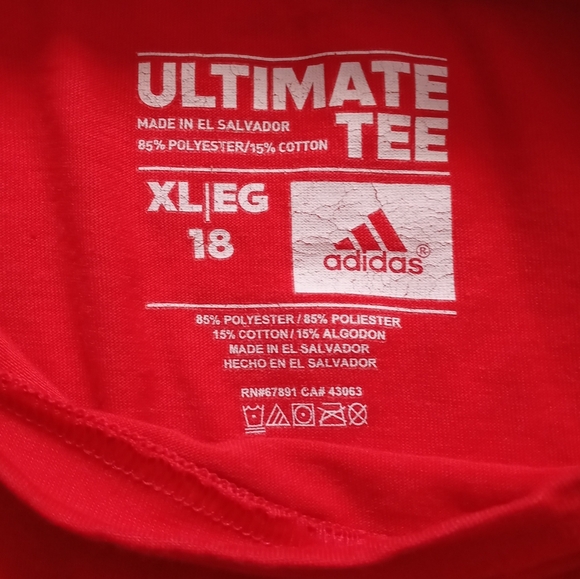 ULTIMATE
MADE IN EL SALVADOR TEE
85% POLYESTER/15% COTTON
XL|EG
18
adidas®
85% POLYESTER / 85% POLIESTER
15% COTTON / 15% ALGODON
MADE IN EL SALVADOR
HECHO EN EL SALVADOR
RN#67891 CA# 43063